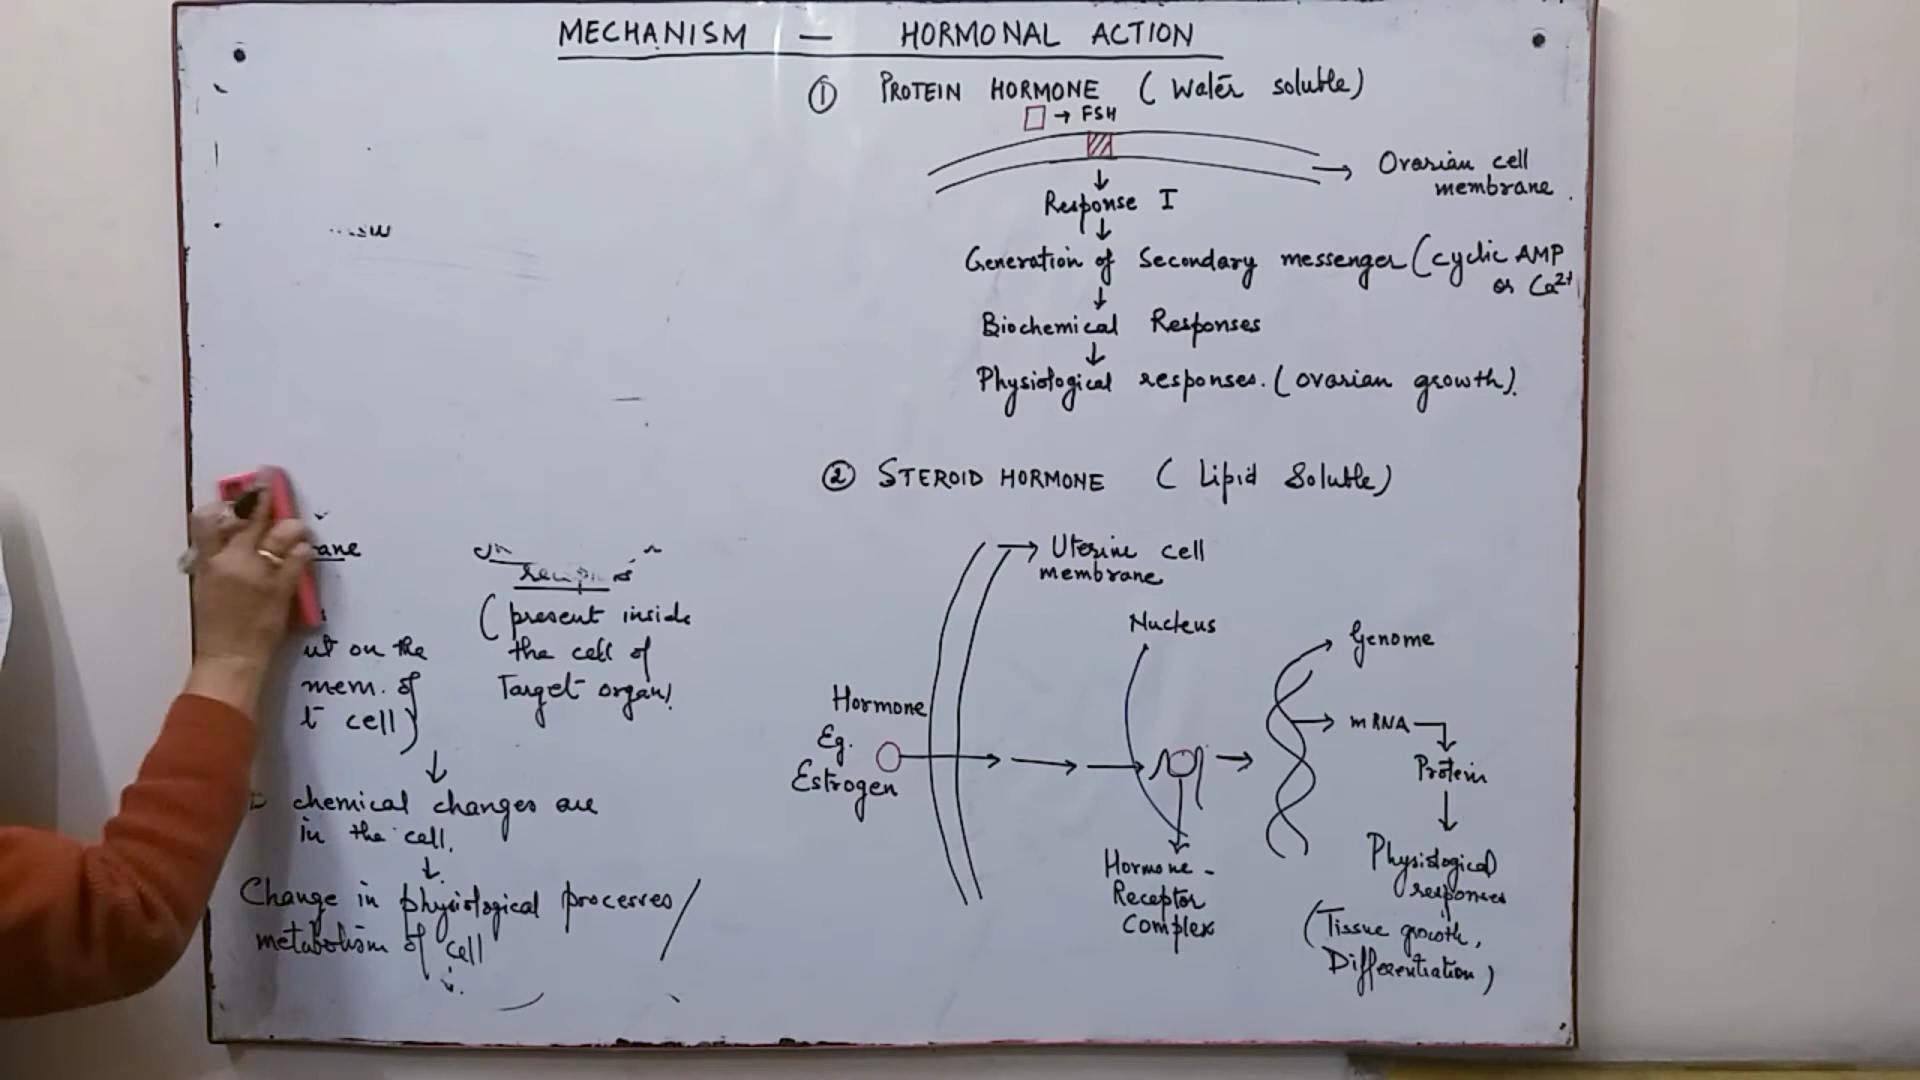 MECHANISM — HORMONAL ACTION
① PROTEIN HORMONE (Water soluble)
→ FSH
→ Ovarian cell
membrane
↓
Response I
↓
Generation of Secondary messenger (cyclic AMP
or Ca2+
↓
Biochemical Responses
↓
Physiological responses. (ovarian growth).
② STEROID HORMONE (Lipid Soluble)
→ Uterine cell
membrane
Nucleus
Genome
Hormone
Eg.
Estrogen
mRNA
Protein
Hormone -
Receptor
Complex
Physiological
responses
(Tissue growth,
Differentiation)
(present inside
the cell of
Target organ)
on the
mem. of
cell)
↓
chemical changes are
in the cell.
↓
Change in physiological processes/
metabolism of cell